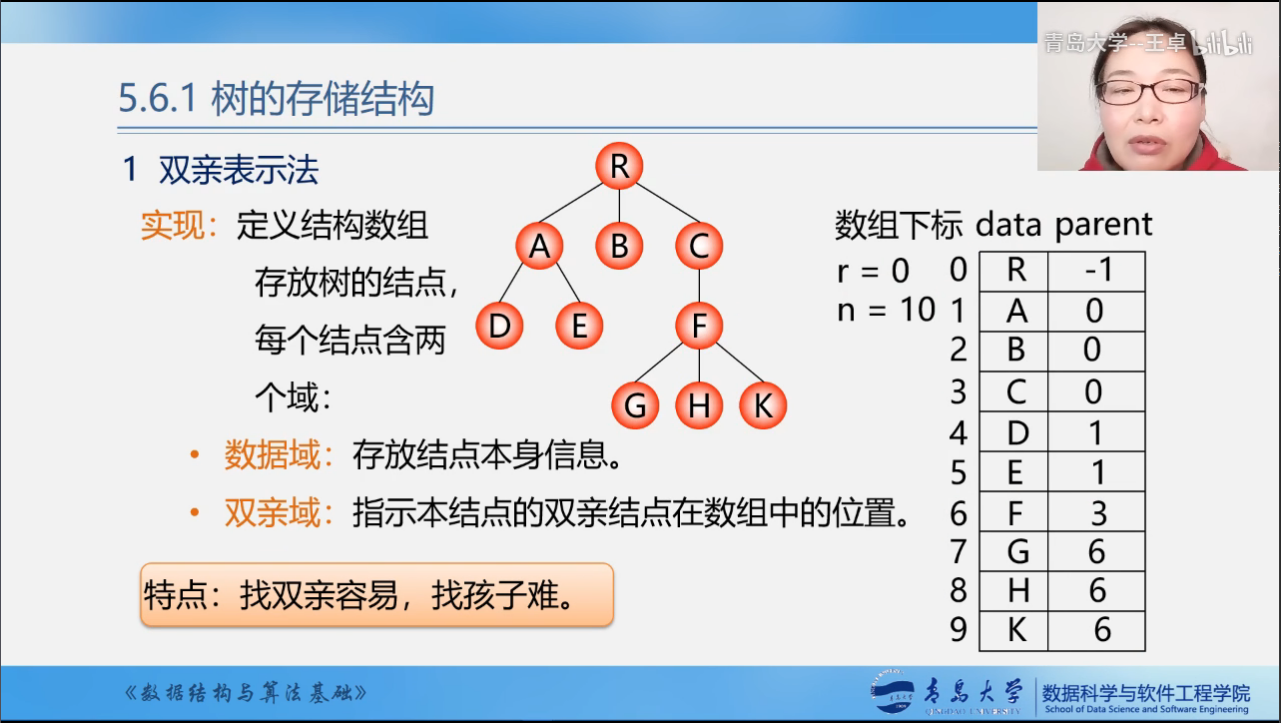 青岛大学--王卓 bilibili
5.6.1 树的存储结构
1 双亲表示法
实现：定义结构数组
存放树的结点，
每个结点含两
个域：
• 数据域：存放结点本身信息。
• 双亲域：指示本结点的双亲结点在数组中的位置。
特点：找双亲容易，找孩子难。
R
A B C
D E F
G H K
数组下标 data parent
r = 0 0 R -1
n = 10 1 A 0
2 B 0
3 C 0
4 D 1
5 E 1
6 F 3
7 G 6
8 H 6
9 K 6
《数据结构与算法基础》
青岛大学
QINGDAO UNIVERSITY
数据科学与软件工程学院
School of Data Science and Software Engineering